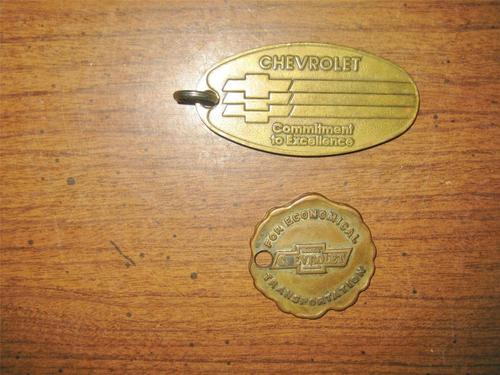 CHEVROLET
Commitment
to Excellence
FOR ECONOMICAL
CHEVROLET
TRANSPORTATION